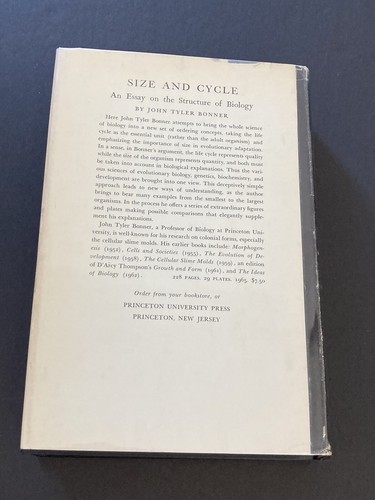 SIZE AND CYCLE
An Essay on the Structure of Biology
BY JOHN TYLER BONNER
Here John Tyler Bonner attempts to bring the whole science
of biology into a new set of ordering concepts, taking the life
cycle as the essential unit (rather than the adult organism) and
emphasizing the importance of size in evolutionary adaptation.
In a sense, in Bonner's argument, the life cycle represents quality
while the size of the organism represents quantity, and both must
be taken into account in biological explanations. Thus the vari-
ous sciences of evolutionary biology, genetics, biochemistry, and
development are brought into one view. This deceptively simple
approach leads to new ways of understanding, as the author
brings to bear many examples from the smallest to the largest
organisms. In the process he offers a series of extraordinary figures
and plates making possible comparisons that elegantly supple-
ment his explanations.
John Tyler Bonner, a Professor of Biology at Princeton Uni-
versity, is well-known for his research on colonial forms, especially
the cellular slime molds. His earlier books include: Morphogen-
esis (1952), Cells and Societies (1955), The Evolution of De-
velopment (1958), The Cellular Slime Molds (1959), an edition
of D'Arcy Thompson's Growth and Form (1961), and The Ideas
of Biology (1962). 228 PAGES. 29 PLATES. 1965. $7.50
Order from your bookstore, or
PRINCETON UNIVERSITY PRESS
PRINCETON, NEW JERSEY